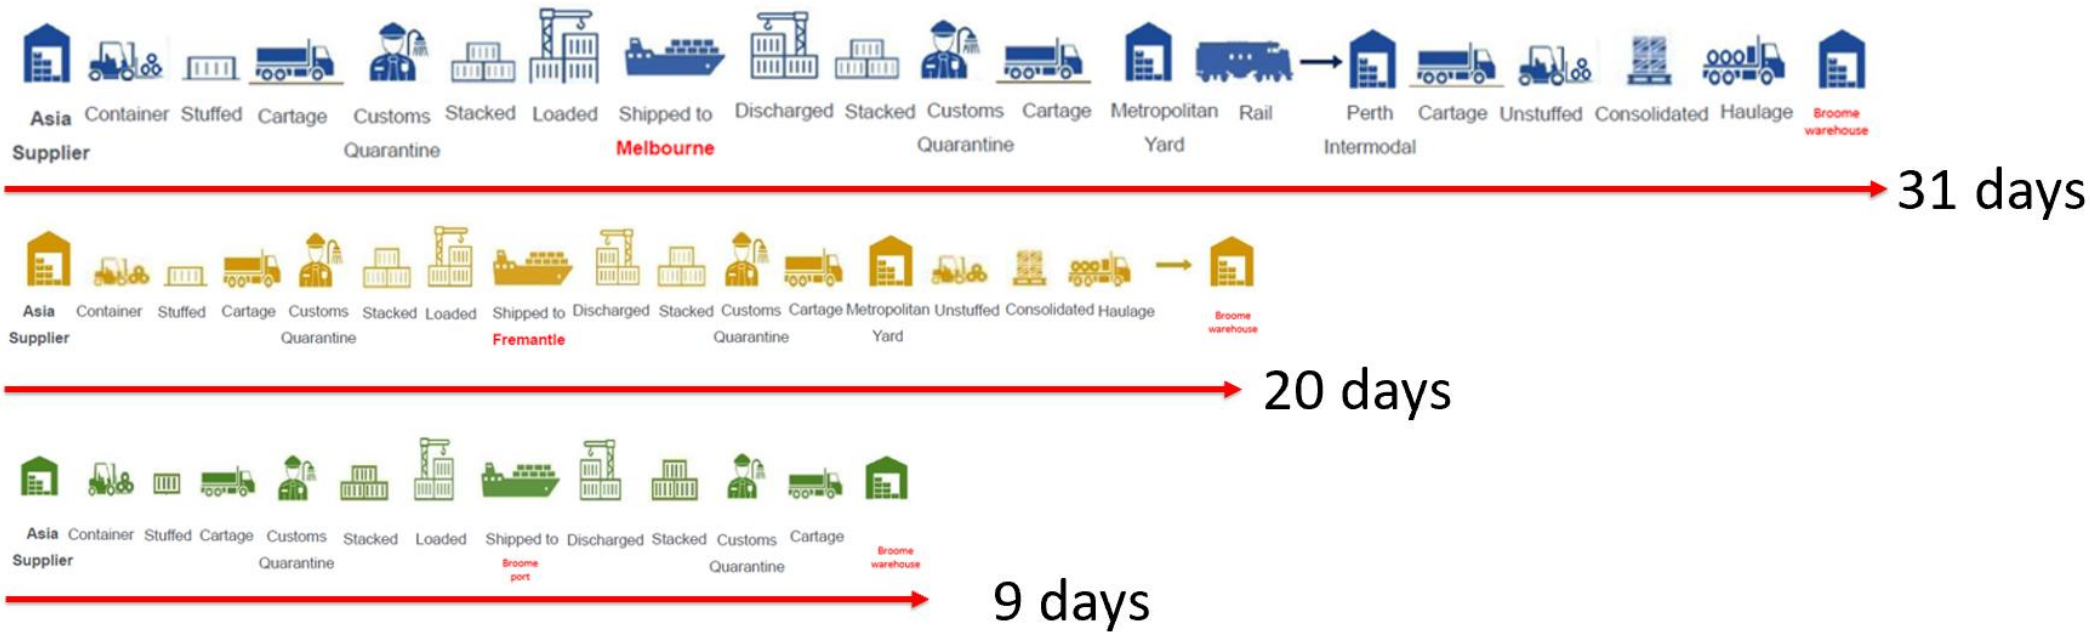 Asia Container Stuffed Cartage Customs Stacked Loaded Shipped to Discharged Stacked Customs Cartage Metropolitan Rail Perth Cartage Unstuffed Consolidated Haulage Broome
Supplier Quarantine Melbourne Quarantine Yard Intermodal warehouse
31 days
Asia Container Stuffed Cartage Customs Stacked Loaded Shipped to Discharged Stacked Customs Cartage Metropolitan Unstuffed Consolidated Haulage Broome
Supplier Quarantine Fremantle Quarantine Yard warehouse
20 days
Asia Container Stuffed Cartage Customs Stacked Loaded Shipped to Discharged Stacked Customs Cartage Broome
Supplier Quarantine Broome Quarantine warehouse
port
9 days